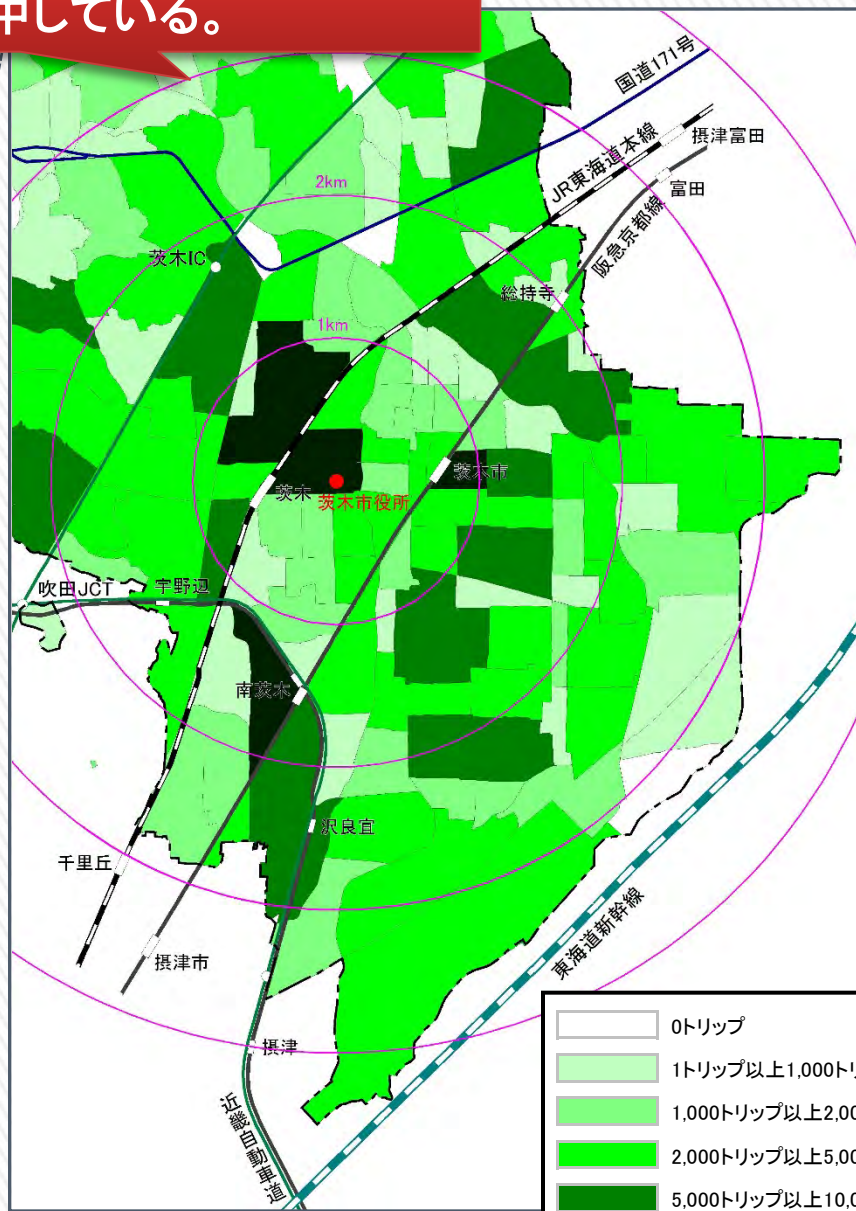 している。
国道171号
摂津富田
JR東海道本線
2km
富田
阪急京都線
茨木IC
総持寺
1km
茨木市
茨木
茨木市役所
吹田JCT
宇野辺
南茨木
沢良宜
千里丘
東海道新幹線
摂津市
0トリップ
摂津
1トリップ以上1,000トリ
1,000トリップ以上2,00
近畿自動車道
2,000トリップ以上5,00
5,000トリップ以上10,0